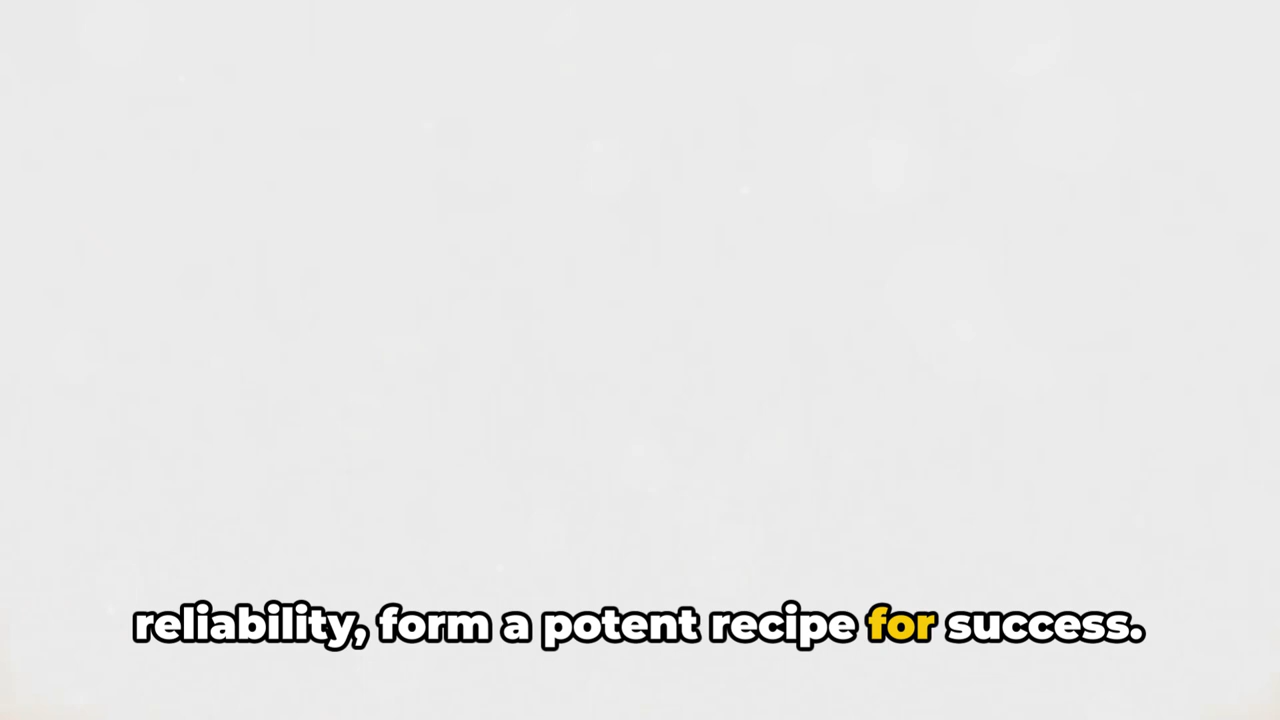 reliability, form a potent recipe for success.